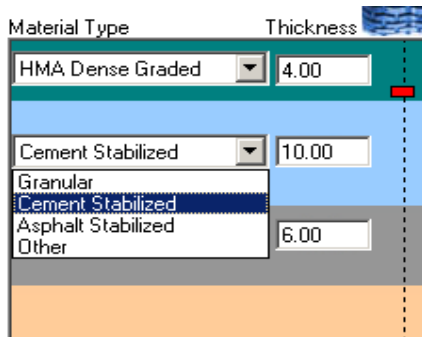 Material Type Thickness
HMA Dense Graded 4.00
Cement Stabilized 10.00
Granular
Cement Stabilized
Asphalt Stabilized 6.00
Other